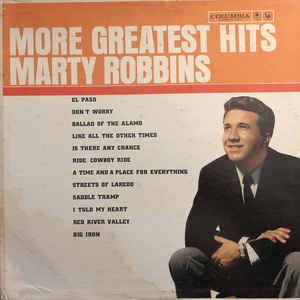 COLUMBIA
MORE GREATEST HITS
MARTY ROBBINS
EL PASO
DON'T WORRY
BALLAD OF THE ALAMO
LIKE ALL THE OTHER TIMES
IS THERE ANY CHANCE
RIDE COWBOY RIDE
A TIME AND A PLACE FOR EVERYTHING
STREETS OF LAREDO
SADDLE TRAMP
I TOLD MY HEART
RED RIVER VALLEY
BIG IRON